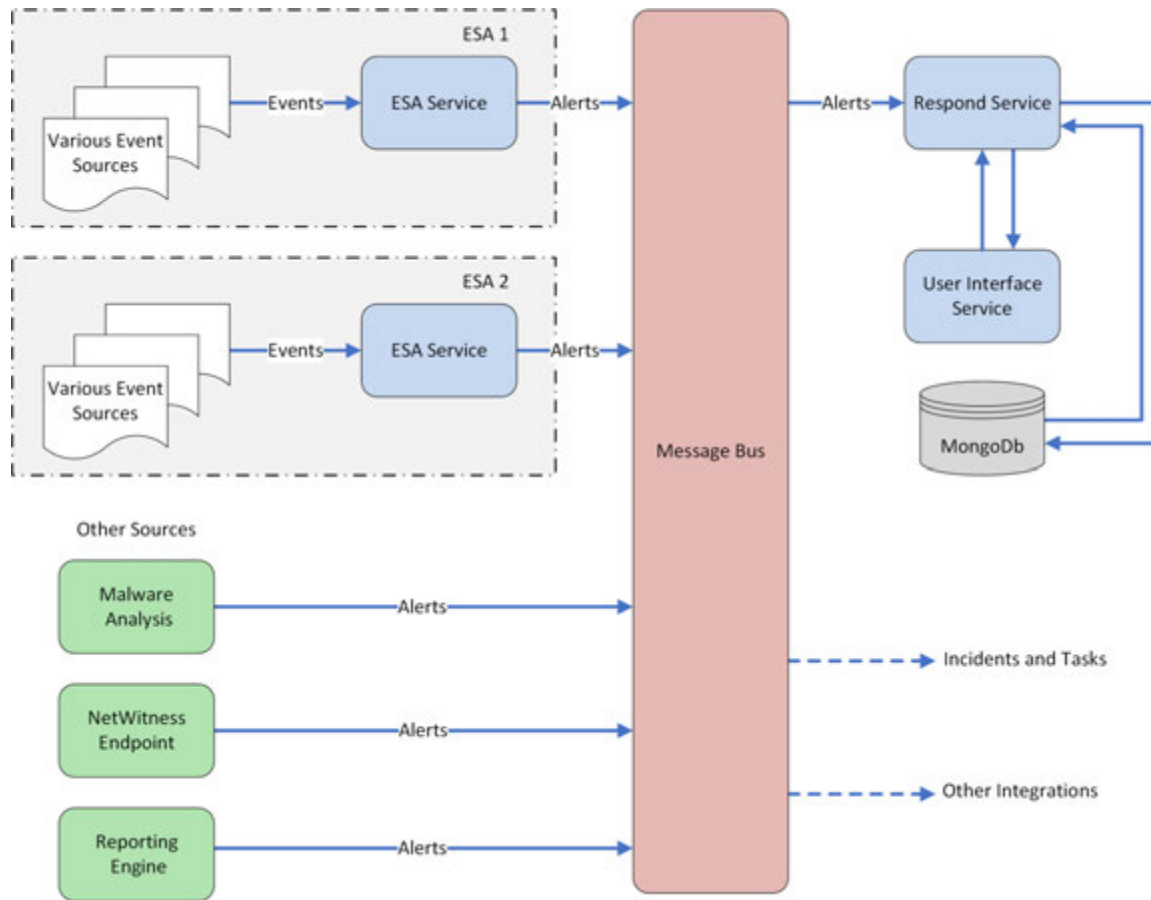 ESA 1
Various Event
Sources
Events
ESA Service
Alerts
ESA 2
Various Event
Sources
Events
ESA Service
Alerts
Other Sources
Malware
Analysis
Alerts
NetWitness
Endpoint
Alerts
Reporting
Engine
Alerts
Message Bus
Alerts
Respond Service
User Interface
Service
MongoDb
Incidents and Tasks
Other Integrations